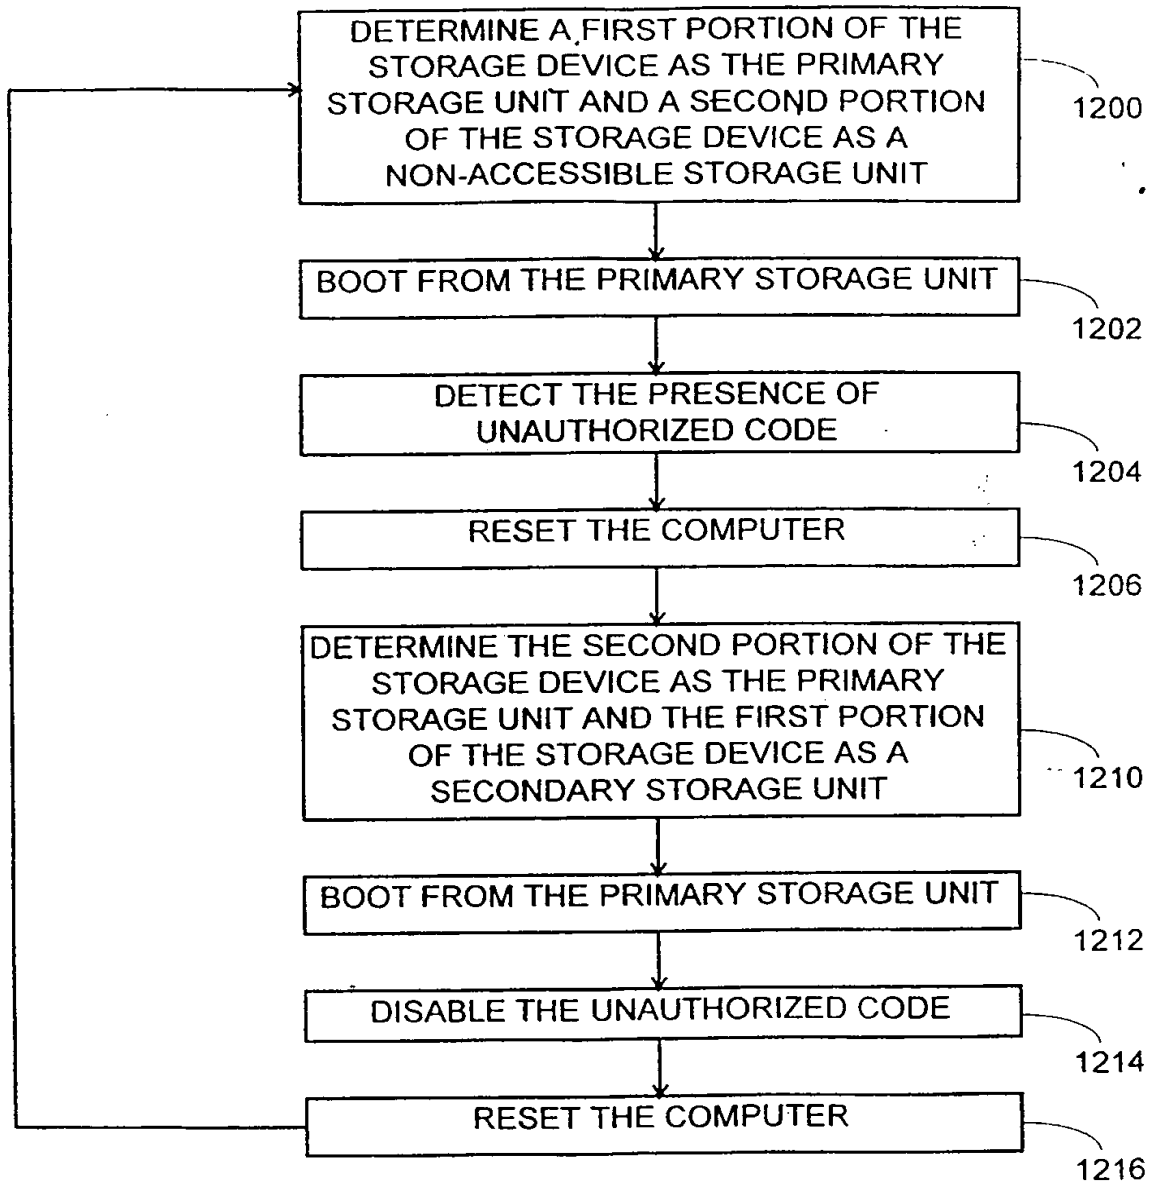 DETERMINE A FIRST PORTION OF THE
STORAGE DEVICE AS THE PRIMARY
STORAGE UNIT AND A SECOND PORTION
OF THE STORAGE DEVICE AS A
NON-ACCESSIBLE STORAGE UNIT
1200
BOOT FROM THE PRIMARY STORAGE UNIT
1202
DETECT THE PRESENCE OF
UNAUTHORIZED CODE
1204
RESET THE COMPUTER
1206
DETERMINE THE SECOND PORTION OF THE
STORAGE DEVICE AS THE PRIMARY
STORAGE UNIT AND THE FIRST PORTION
OF THE STORAGE DEVICE AS A
SECONDARY STORAGE UNIT
1210
BOOT FROM THE PRIMARY STORAGE UNIT
1212
DISABLE THE UNAUTHORIZED CODE
1214
RESET THE COMPUTER
1216